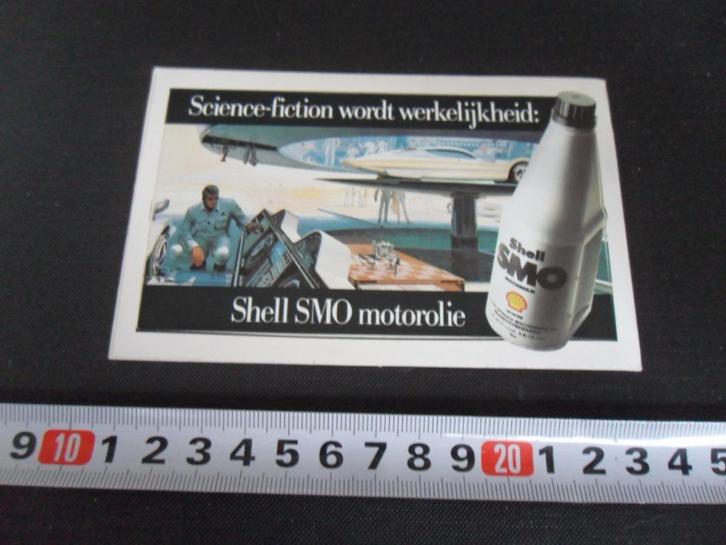 Science-fiction wordt werkelijkheid:
Shell
SMO
MOTOROLIE
Shell SMO motorolie
9 10 1 2 3 4 5 6 7 8 9 20 1 2 3 4 5